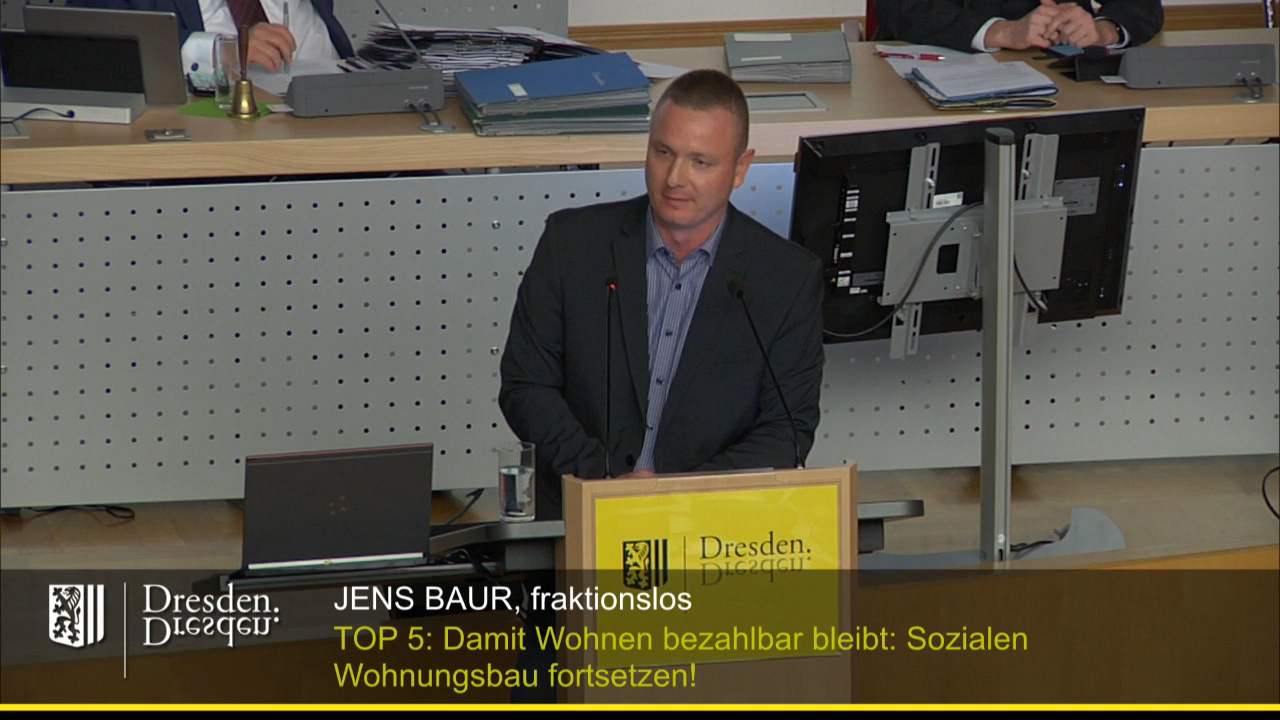 Dresden.
Dresden.
JENS BAUR, fraktionslos
TOP 5: Damit Wohnen bezahlbar bleibt: Sozialen
Wohnungsbau fortsetzen!